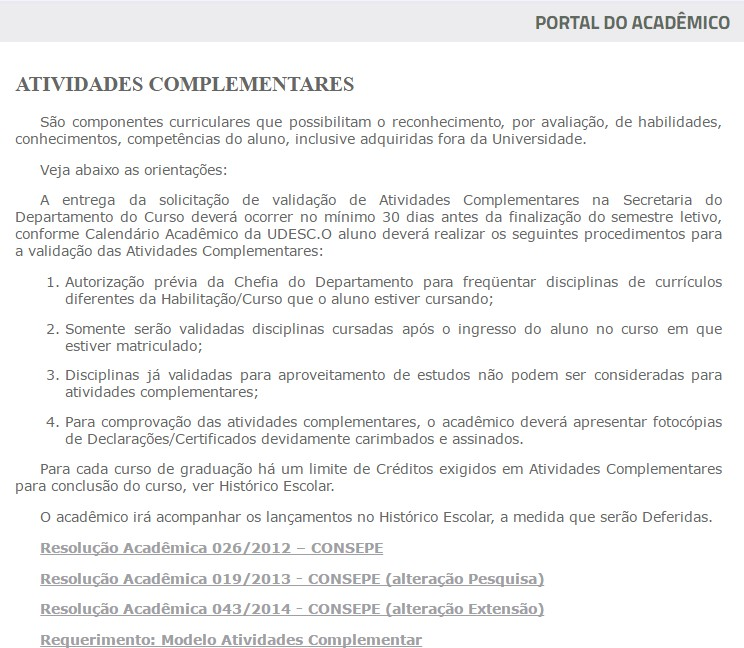 PORTAL DO ACADÊMICO
ATIVIDADES COMPLEMENTARES
São componentes curriculares que possibilitam o reconhecimento, por avaliação, de habilidades,
conhecimentos, competências do aluno, inclusive adquiridas fora da Universidade.
Veja abaixo as orientações:
A entrega da solicitação de validação de Atividades Complementares na Secretaria do
Departamento do Curso deverá ocorrer no mínimo 30 dias antes da finalização do semestre letivo,
conforme Calendário Acadêmico da UDESC.O aluno deverá realizar os seguintes procedimentos para
a validação das Atividades Complementares:
1. Autorização prévia da Chefia do Departamento para freqüentar disciplinas de currículos
diferentes da Habilitação/Curso que o aluno estiver cursando;
2. Somente serão validadas disciplinas cursadas após o ingresso do aluno no curso em que
estiver matriculado;
3. Disciplinas já validadas para aproveitamento de estudos não podem ser consideradas para
atividades complementares;
4. Para comprovação das atividades complementares, o acadêmico deverá apresentar fotocópias
de Declarações/Certificados devidamente carimbados e assinados.
Para cada curso de graduação há um limite de Créditos exigidos em Atividades Complementares
para conclusão do curso, ver Histórico Escolar.
O acadêmico irá acompanhar os lançamentos no Histórico Escolar, a medida que serão Deferidas.
Resolução Acadêmica 026/2012 – CONSEPE
Resolução Acadêmica 019/2013 - CONSEPE (alteração Pesquisa)
Resolução Acadêmica 043/2014 - CONSEPE (alteração Extensão)
Requerimento: Modelo Atividades Complementar